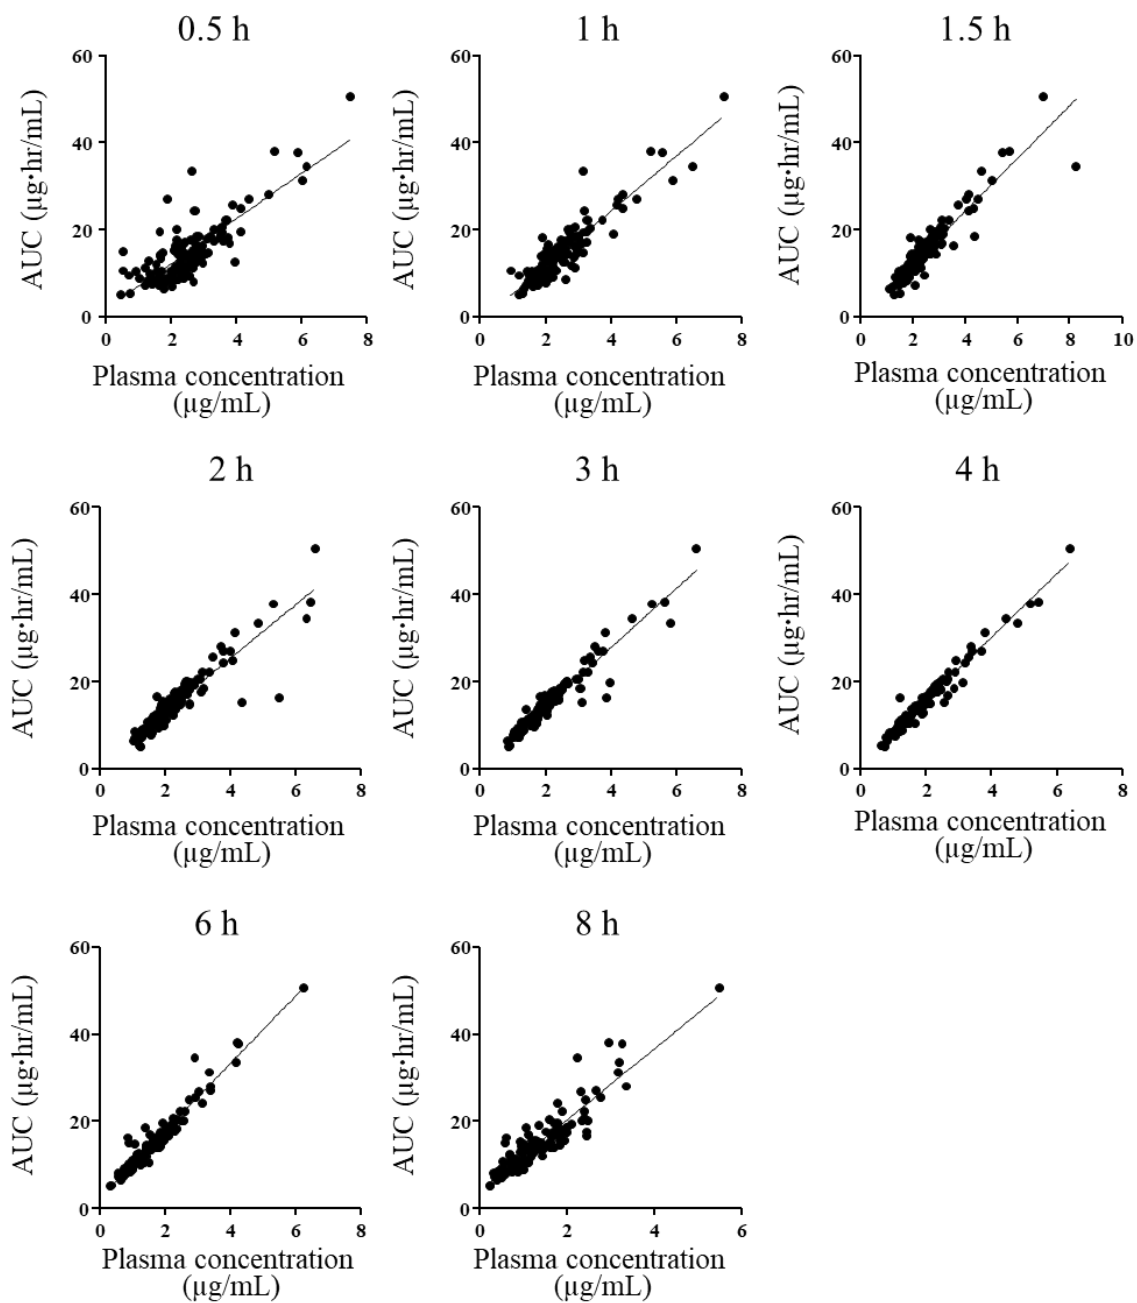 0.5 h
1 h
1.5 h
60
40
20
0
AUC (µg·hr/mL)
0 2 4 6 8
Plasma concentration
(µg/mL)
60
40
20
0
AUC (µg·hr/mL)
0 2 4 6 8
Plasma concentration
(µg/mL)
60
40
20
0
AUC (µg·hr/mL)
0 2 4 6 8 10
Plasma concentration
(µg/mL)
2 h
3 h
4 h
60
40
20
0
AUC (µg·hr/mL)
0 2 4 6 8
Plasma concentration
(µg/mL)
60
40
20
0
AUC (µg·hr/mL)
0 2 4 6 8
Plasma concentration
(µg/mL)
60
40
20
0
AUC (µg·hr/mL)
0 2 4 6 8
Plasma concentration
(µg/mL)
6 h
8 h
60
40
20
0
AUC (µg·hr/mL)
0 2 4 6 8
Plasma concentration
(µg/mL)
60
40
20
0
AUC (µg·hr/mL)
0 2 4 6
Plasma concentration
(µg/mL)